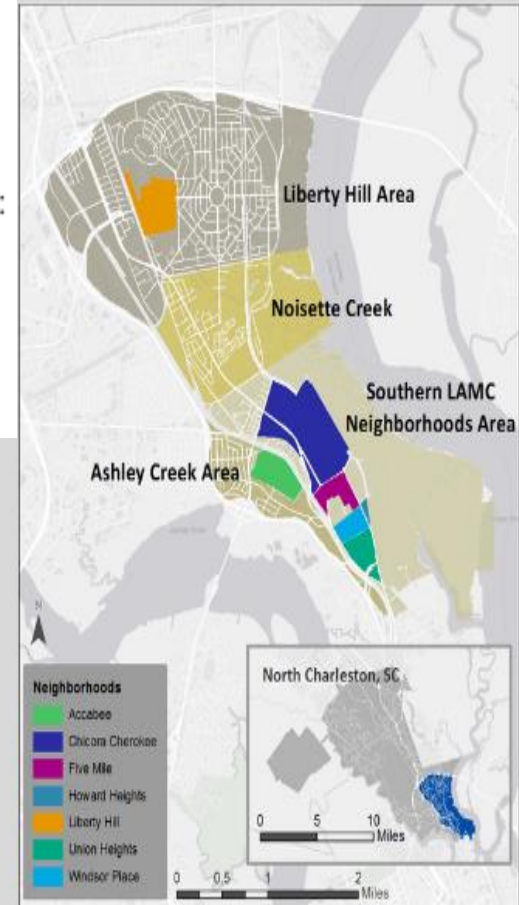 :
Liberty Hill Area
Noisette Creek
Southern LAMC
Neighborhoods Area
Ashley Creek Area
N
Neighborhoods
Accabee
Chicora Cherokee
Five Mile
Howard Heights
Liberty Hill
Union Heights
Windsor Place
0 0.5 1 2
Miles
North Charleston, SC
0 5 10
Miles